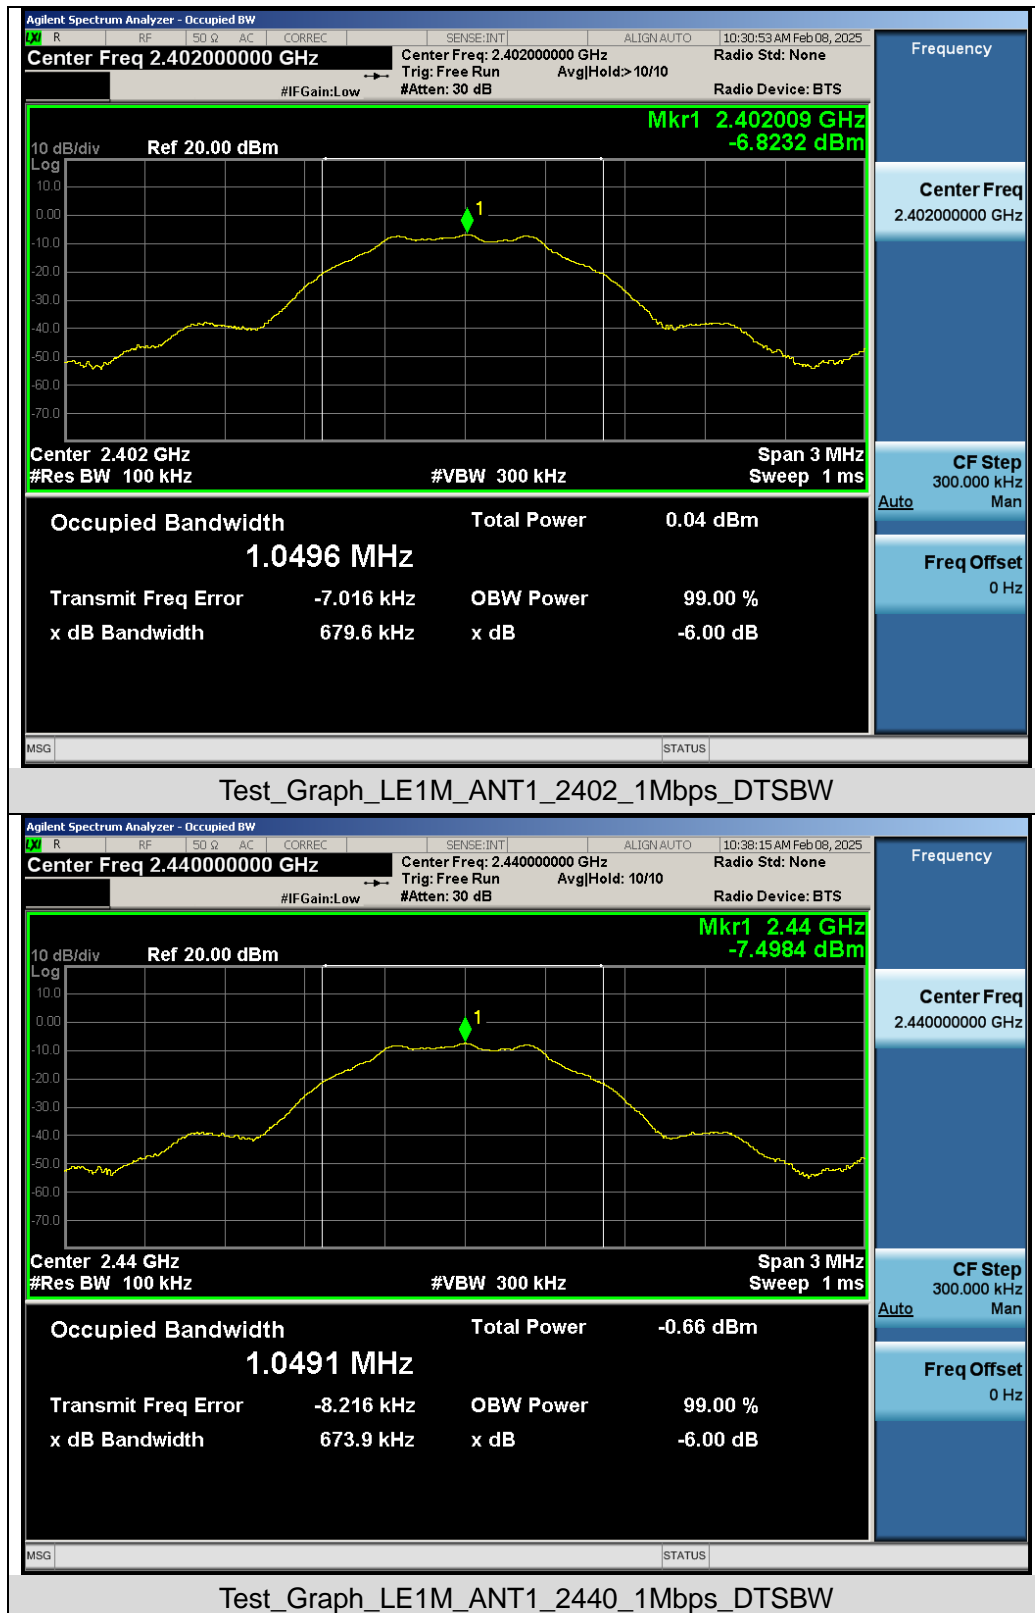 Agilent Spectrum Analyzer - Occupied BW
LXI R RF 50 Ω AC CORREC SENSE:INT ALIGN AUTO 10:30:53 AM Feb 08, 2025
Center Freq 2.402000000 GHz Center Freq: 2.402000000 GHz Radio Std: None Frequency
Trig: Free Run Avg|Hold:> 10/10
#IFGain:Low #Atten: 30 dB Radio Device: BTS
Mkr1 2.402009 GHz
10 dB/div Ref 20.00 dBm -6.8232 dBm
Log
10.0
0.00
-10.0
-20.0
-30.0
-40.0
-50.0
-60.0
-70.0
1
Center Freq
2.402000000 GHz
Center 2.402 GHz Span 3 MHz
#Res BW 100 kHz #VBW 300 kHz Sweep 1 ms
CF Step
300.000 kHz
Auto Man
Occupied Bandwidth Total Power 0.04 dBm
1.0496 MHz
Freq Offset
0 Hz
Transmit Freq Error -7.016 kHz OBW Power 99.00 %
x dB Bandwidth 679.6 kHz x dB -6.00 dB
MSG STATUS
Test_Graph_LE1M_ANT1_2402_1Mbps_DTSBW
Agilent Spectrum Analyzer - Occupied BW
LXI R RF 50 Ω AC CORREC SENSE:INT ALIGN AUTO 10:38:15 AM Feb 08, 2025
Center Freq 2.440000000 GHz Center Freq: 2.440000000 GHz Radio Std: None Frequency
Trig: Free Run Avg|Hold: 10/10
#IFGain:Low #Atten: 30 dB Radio Device: BTS
Mkr1 2.44 GHz
10 dB/div Ref 20.00 dBm -7.4984 dBm
Log
10.0
0.00
-10.0
-20.0
-30.0
-40.0
-50.0
-60.0
-70.0
1
Center Freq
2.440000000 GHz
Center 2.44 GHz Span 3 MHz
#Res BW 100 kHz #VBW 300 kHz Sweep 1 ms
CF Step
300.000 kHz
Auto Man
Occupied Bandwidth Total Power -0.66 dBm
1.0491 MHz
Freq Offset
0 Hz
Transmit Freq Error -8.216 kHz OBW Power 99.00 %
x dB Bandwidth 673.9 kHz x dB -6.00 dB
MSG STATUS
Test_Graph_LE1M_ANT1_2440_1Mbps_DTSBW